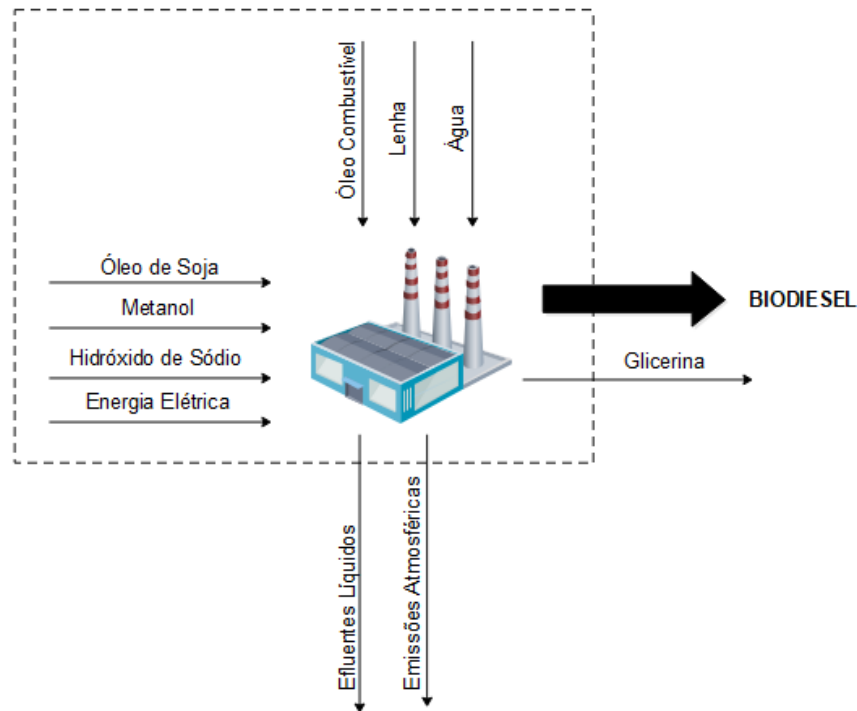 Óleo Combustível
Lenha
Água
Óleo de Soja
Metanol
Hidróxido de Sódio
Energia Elétrica
BIODIESEL
Glicerina
Efluentes Líquidos
Emissões Atmosféricas